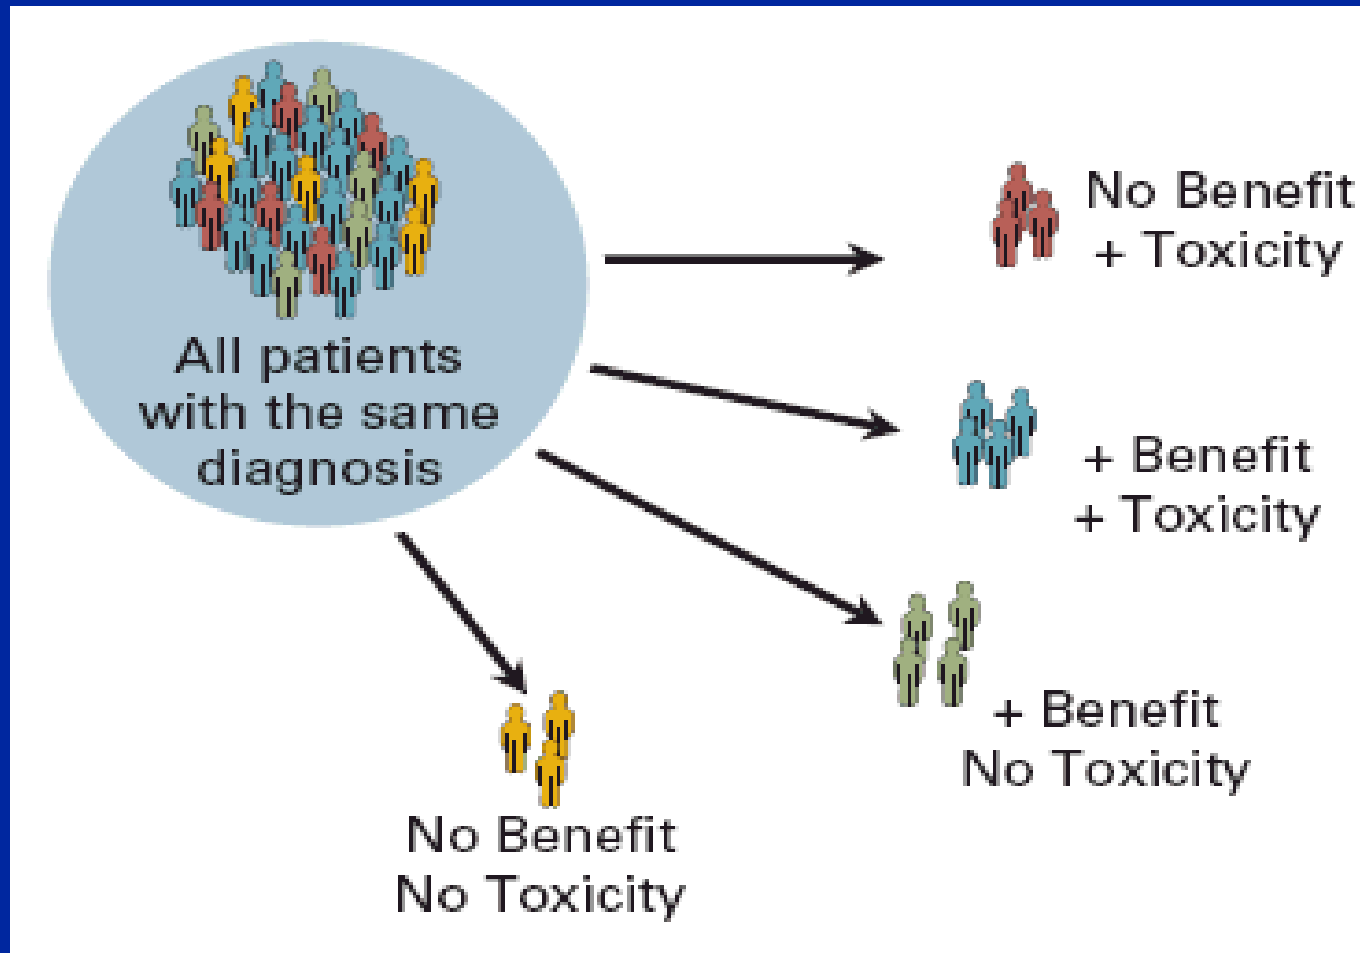 All patients
with the same
diagnosis
No Benefit
+ Toxicity
+ Benefit
+ Toxicity
+ Benefit
No Toxicity
No Benefit
No Toxicity